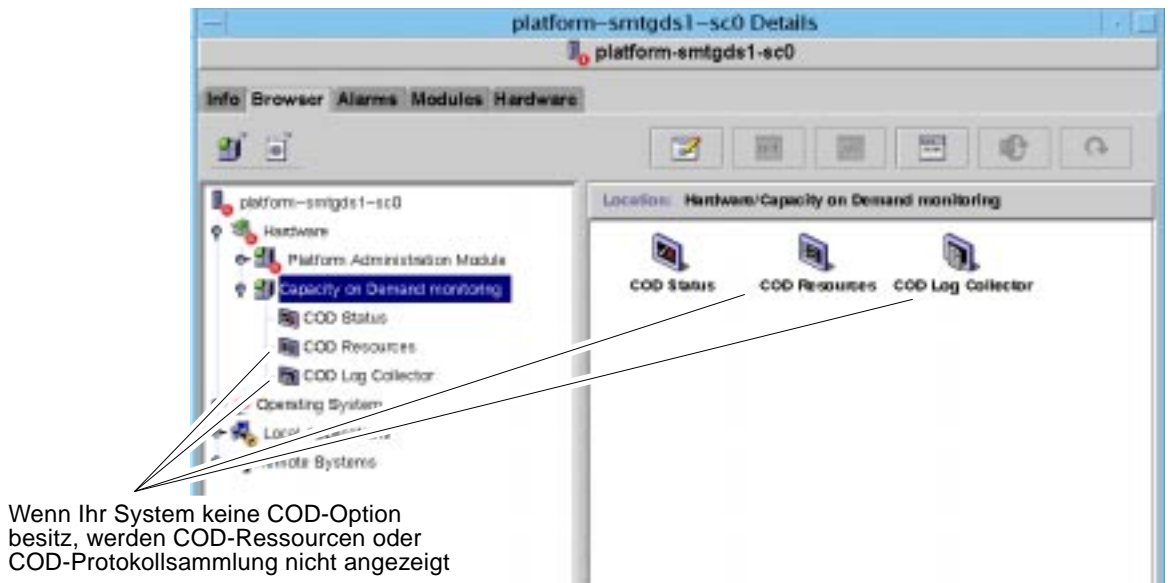 platform-smtgds1-sc0 Details
platform-smtgds1-sc0
Info Browser Alarms Modules Hardware
platform-smtgds1-sc0
Location: Hardware/Capacity on Demand monitoring
Hardware
Platform Administration Module
Capacity on Demand monitoring
COD Status
COD Resources
COD Log Collector
COD Status COD Resources COD Log Collector
Operating System
Local
Systems
Wenn Ihr System keine COD-Option
besitz, werden COD-Ressourcen oder
COD-Protokollsammlung nicht angezeigt